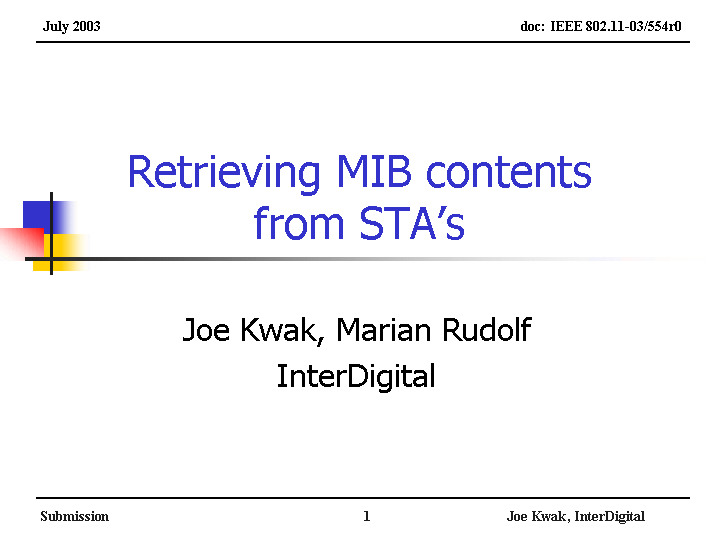 July 2003
doc: IEEE 802.11-03/554r0
Retrieving MIB contents
from STA’s
Joe Kwak, Marian Rudolf
InterDigital
Submission
1
Joe Kwak, InterDigital